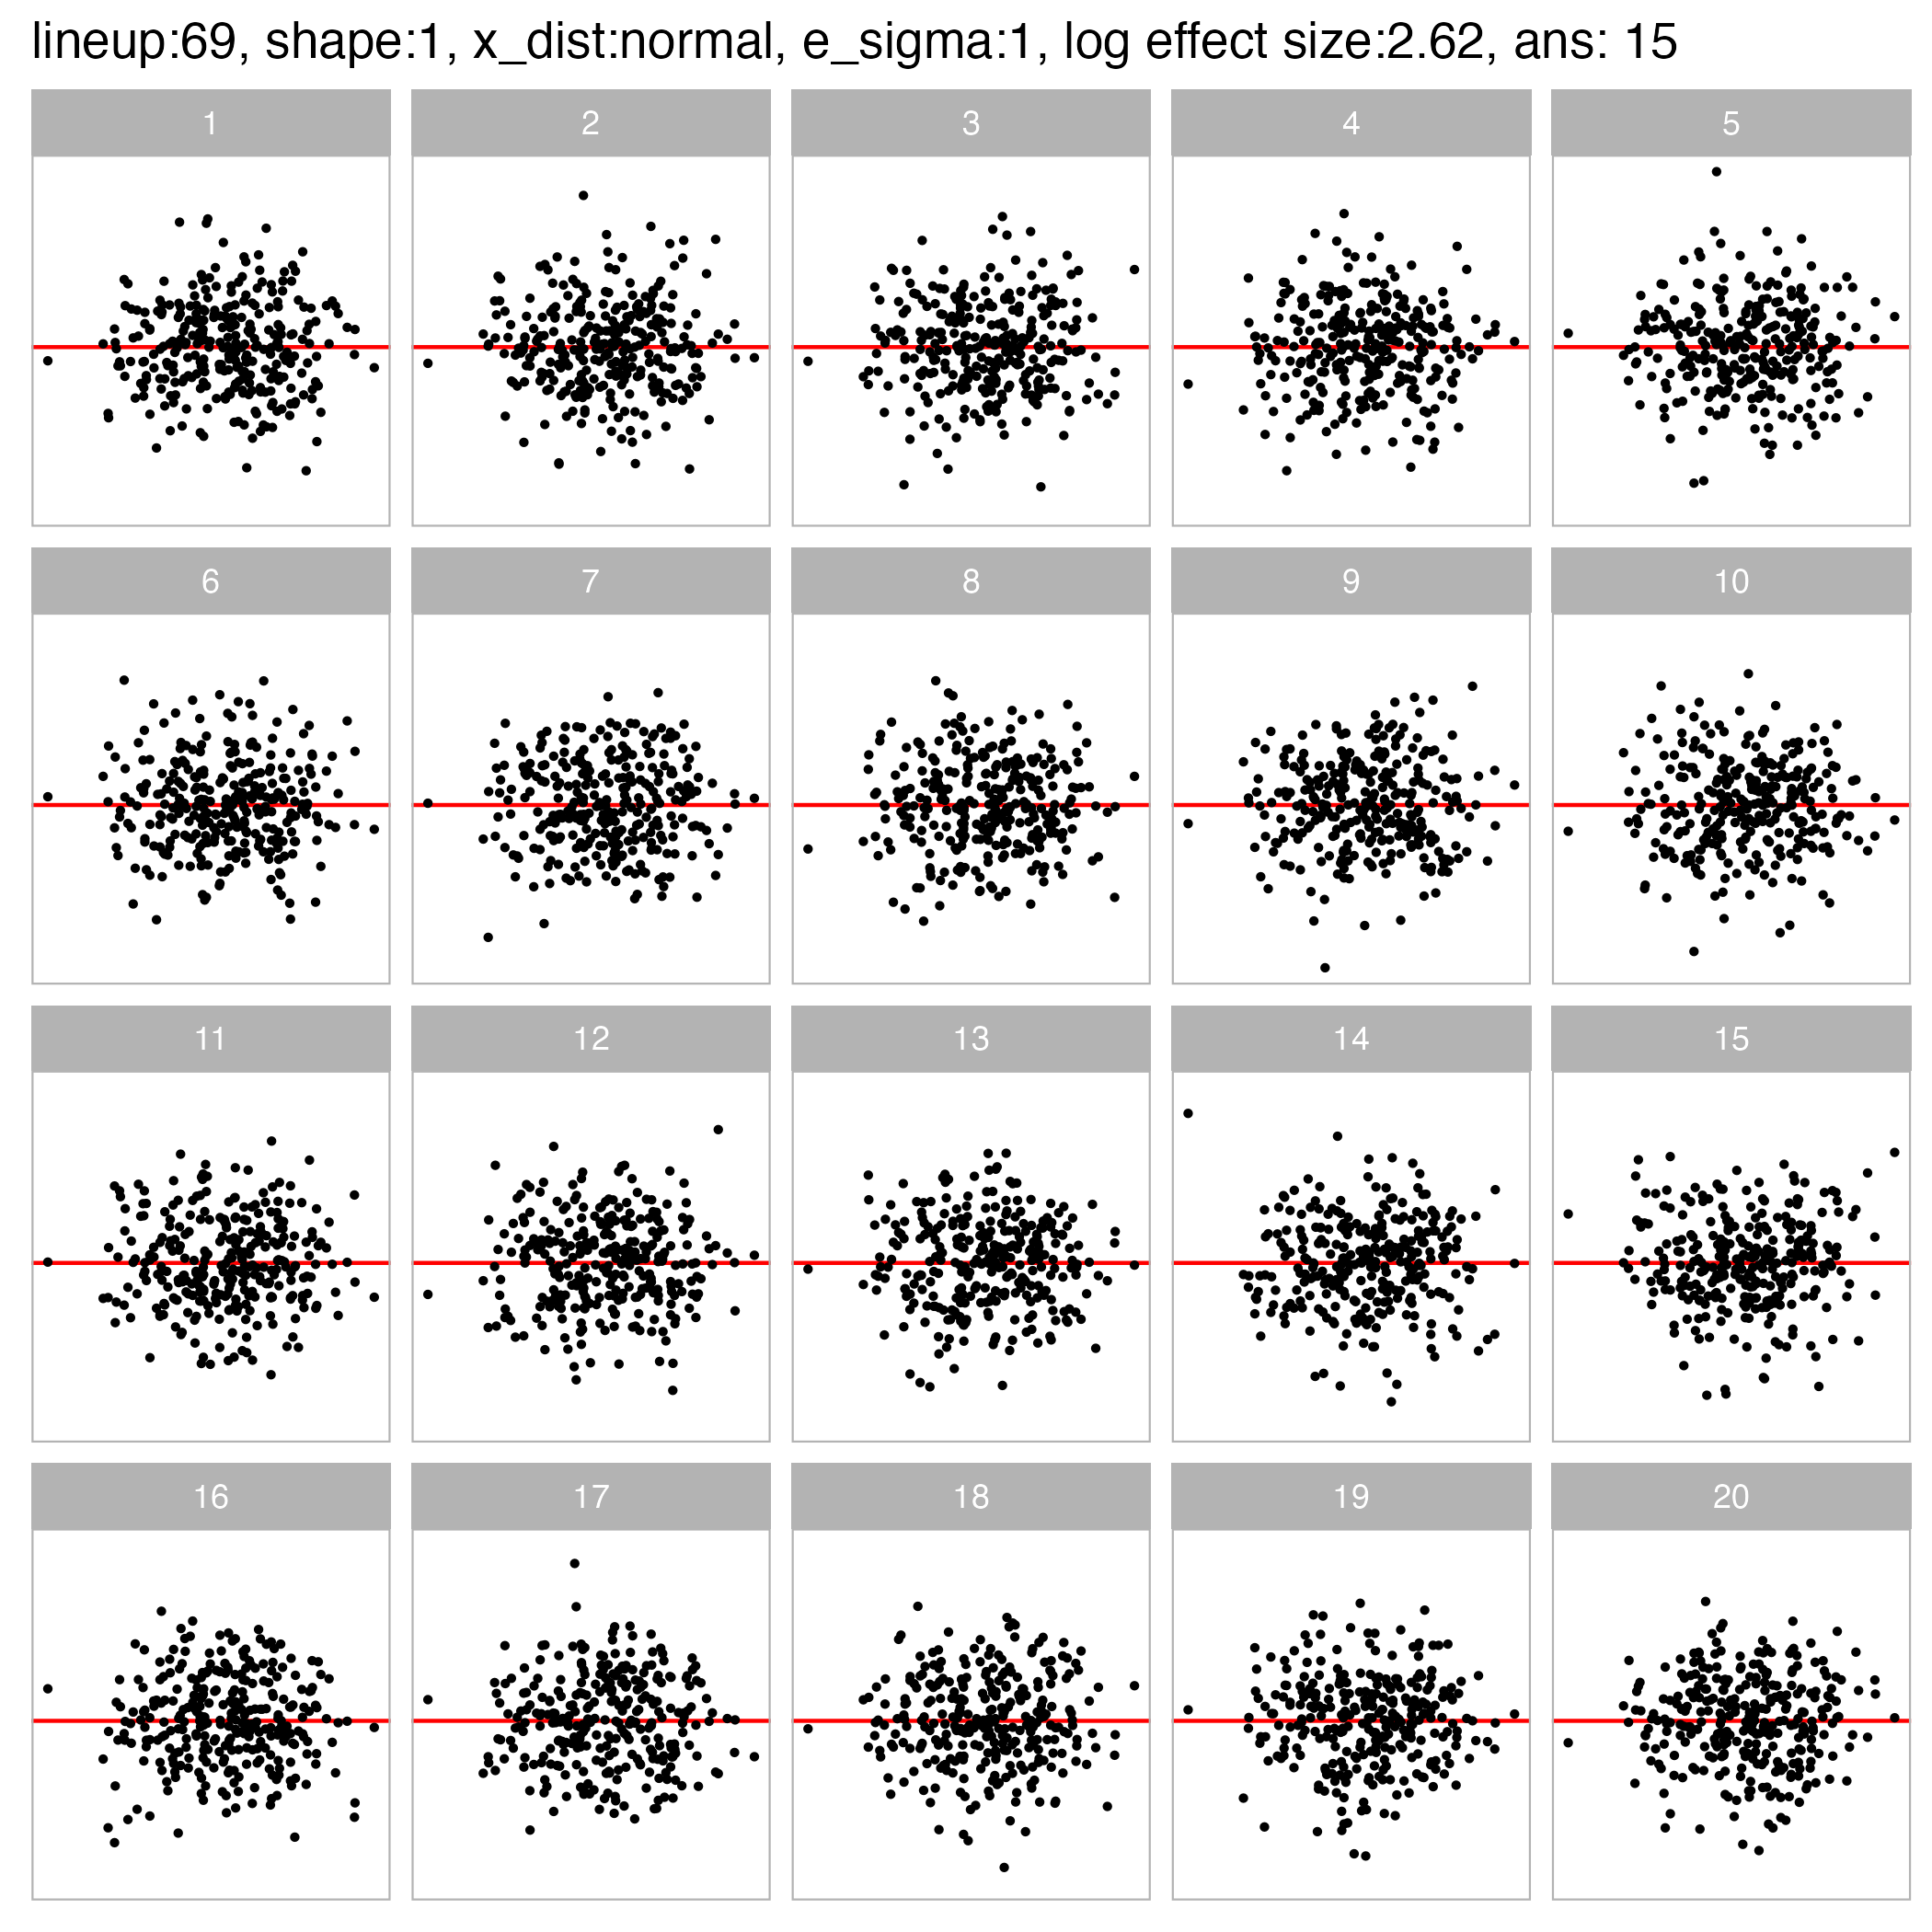 lineup:69, shape:1, x_dist:normal, e_sigma:1, log effect size:2.62, ans: 15
1 2 3 4 5
6 7 8 9 10
11 12 13 14 15
16 17 18 19 20